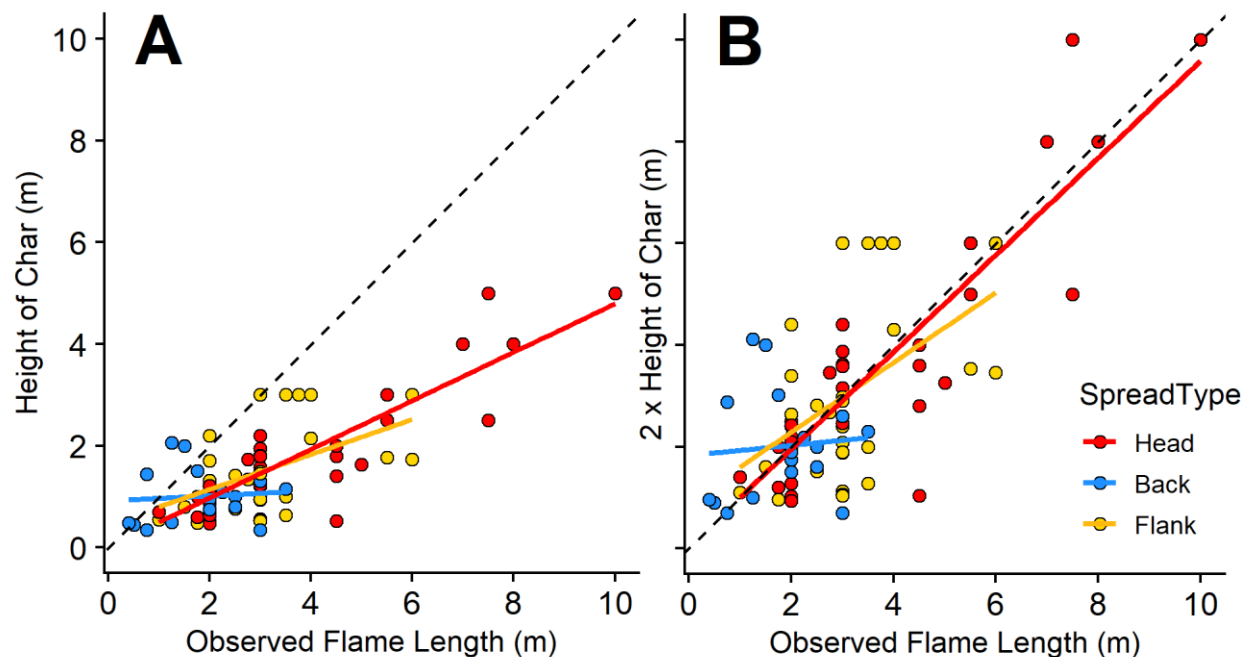 A
Height of Char (m)
10
8
6
4
2
0
0 2 4 6 8 10
Observed Flame Length (m)
B
2 x Height of Char (m)
0 2 4 6 8 10
Observed Flame Length (m)
SpreadType
Head
Back
Flank